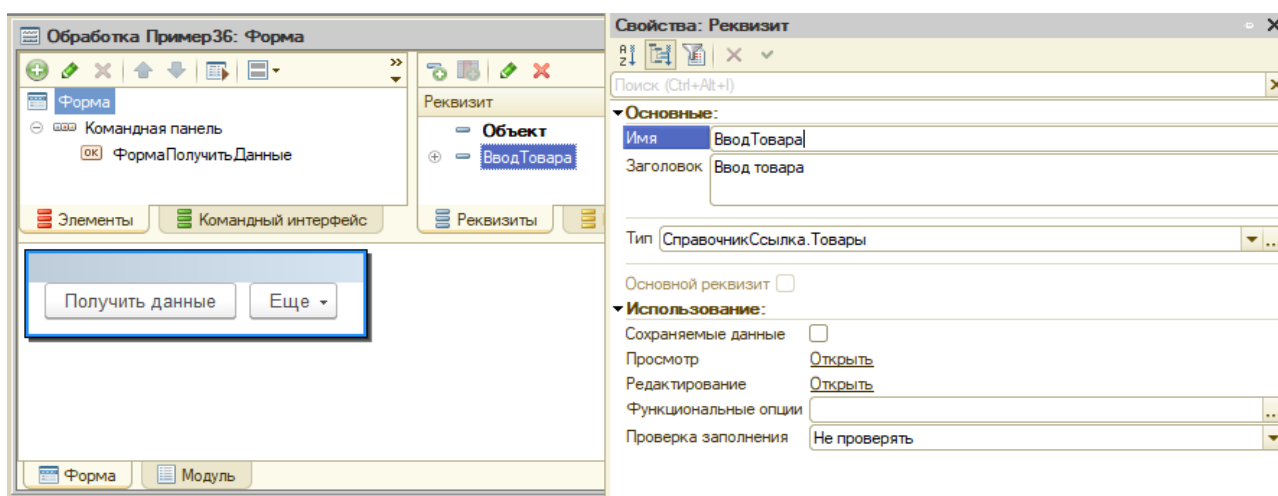 Обработка Пример36: Форма
Форма
Командная панель
ОК ФормаПолучитьДанные
Элементы
Командный интерфейс
Реквизит
Объект
ВводТовара
Реквизиты
Получить данные
Еще
Форма
Модуль
Свойства: Реквизит
Поиск (Ctrl+Alt+I)
Основные:
Имя ВводТовара
Заголовок Ввод товара
Тип СправочникСсылка.Товары
Основной реквизит
Использование:
Сохраняемые данные
Просмотр Открыть
Редактирование Открыть
Функциональные опции ...
Проверка заполнения Не проверять